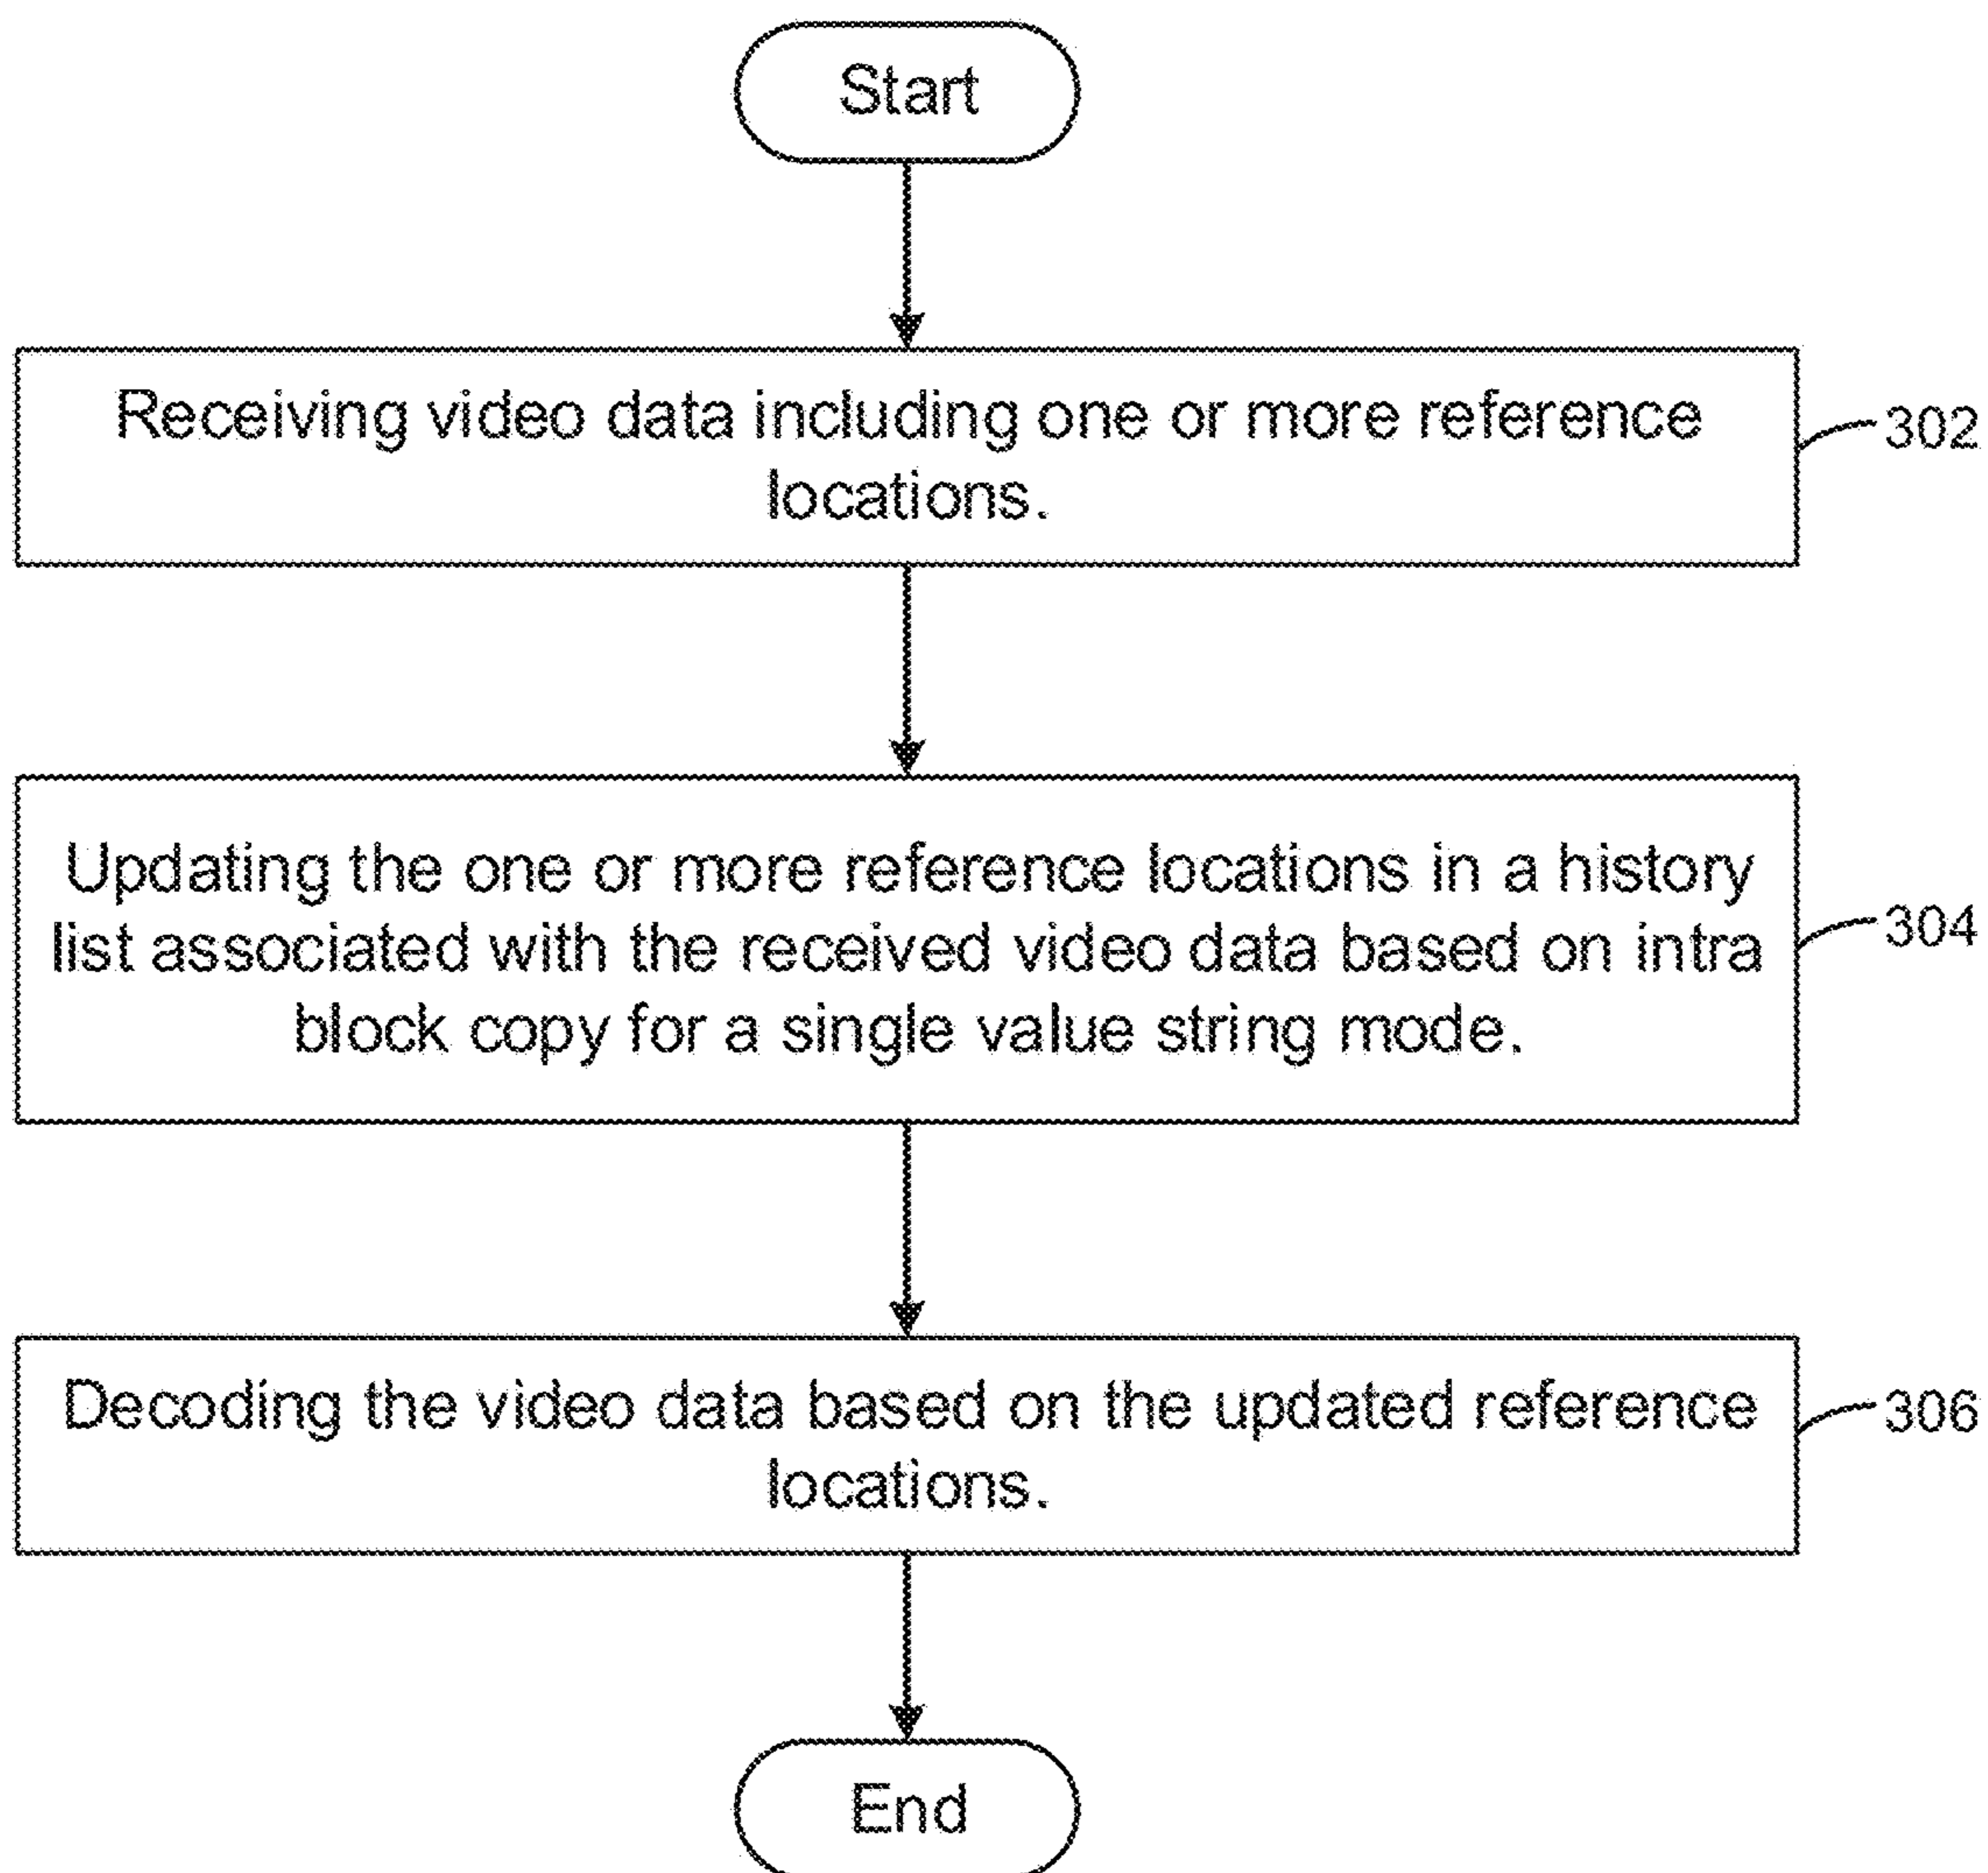 Start
Receiving video data including one or more reference
locations.
302
Updating the one or more reference locations in a history
list associated with the received video data based on intra
block copy for a single value string mode.
304
Decoding the video data based on the updated reference
locations.
306
End